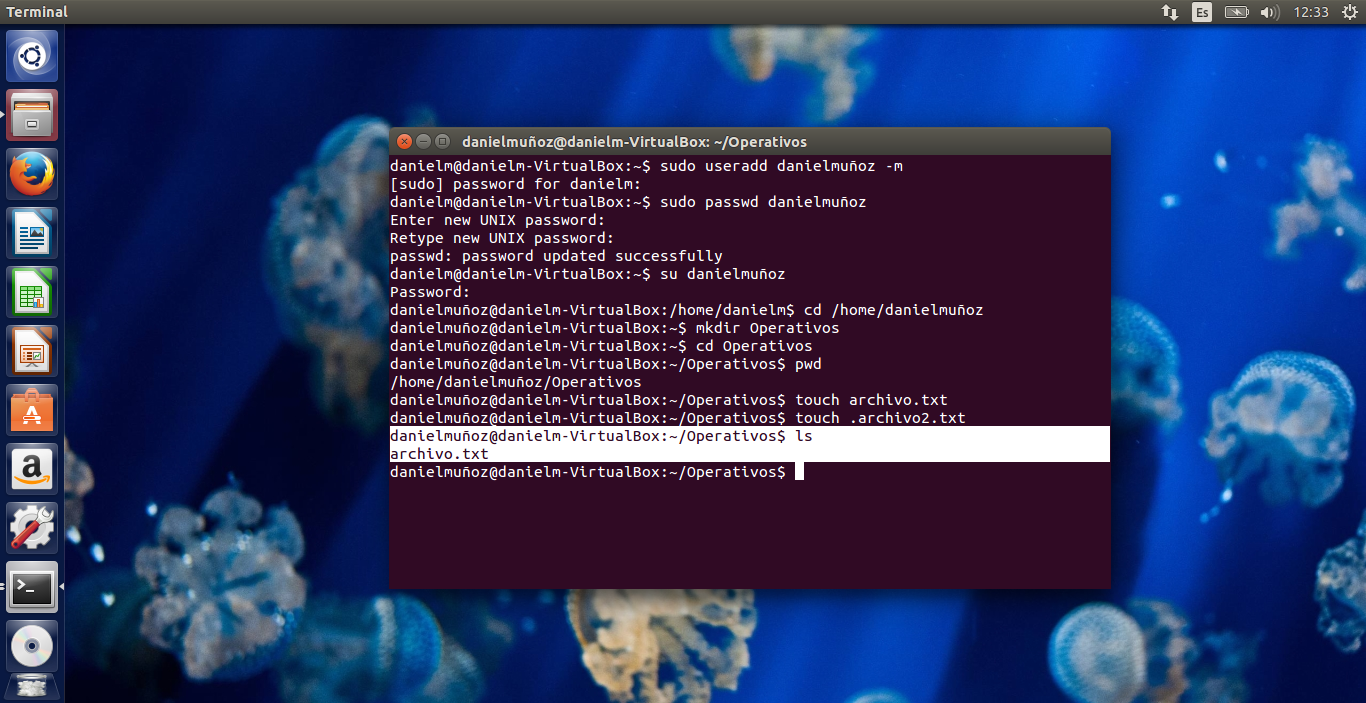 Terminal
Es
12:33
danielmuñoz@danielm-VirtualBox: ~/Operativos
danielm@danielm-VirtualBox:~$ sudo useradd danielmuñoz -m
[sudo] password for danielm:
danielm@danielm-VirtualBox:~$ sudo passwd danielmuñoz
Enter new UNIX password:
Retype new UNIX password:
passwd: password updated successfully
danielm@danielm-VirtualBox:~$ su danielmuñoz
Password:
danielmuñoz@danielm-VirtualBox:/home/danielm$ cd /home/danielmuñoz
danielmuñoz@danielm-VirtualBox:~$ mkdir Operativos
danielmuñoz@danielm-VirtualBox:~$ cd Operativos
danielmuñoz@danielm-VirtualBox:~/Operativos$ pwd
/home/danielmuñoz/Operativos
danielmuñoz@danielm-VirtualBox:~/Operativos$ touch archivo.txt
danielmuñoz@danielm-VirtualBox:~/Operativos$ touch .archivo2.txt
danielmuñoz@danielm-VirtualBox:~/Operativos$ ls
archivo.txt
danielmuñoz@danielm-VirtualBox:~/Operativos$